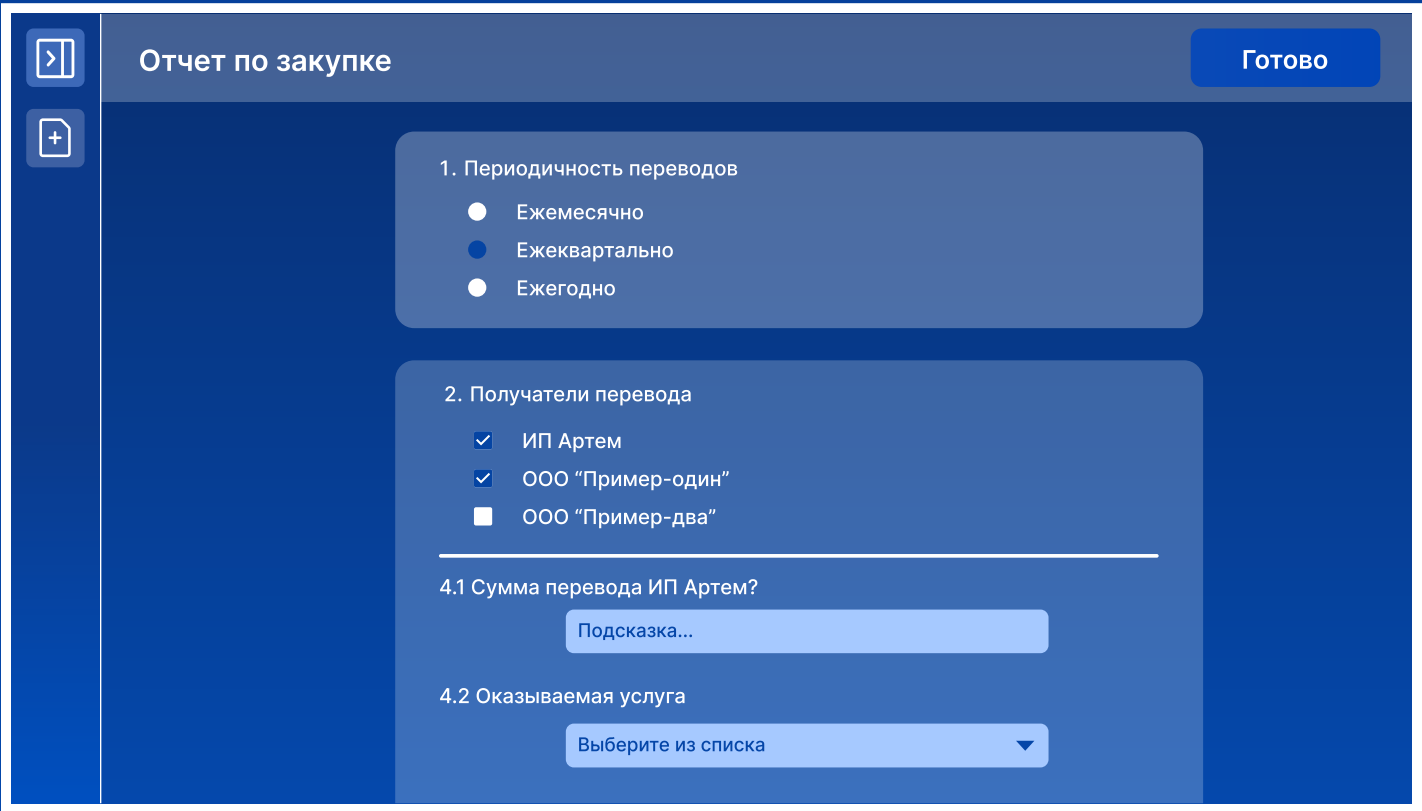 Отчет по закупке
Готово
1. Периодичность переводов
Ежемесячно
Ежеквартально
Ежегодно
2. Получатели перевода
ИП Артем
ООО “Пример-один”
ООО “Пример-два”
4.1 Сумма перевода ИП Артем?
Подсказка...
4.2 Оказываемая услуга
Выберите из списка